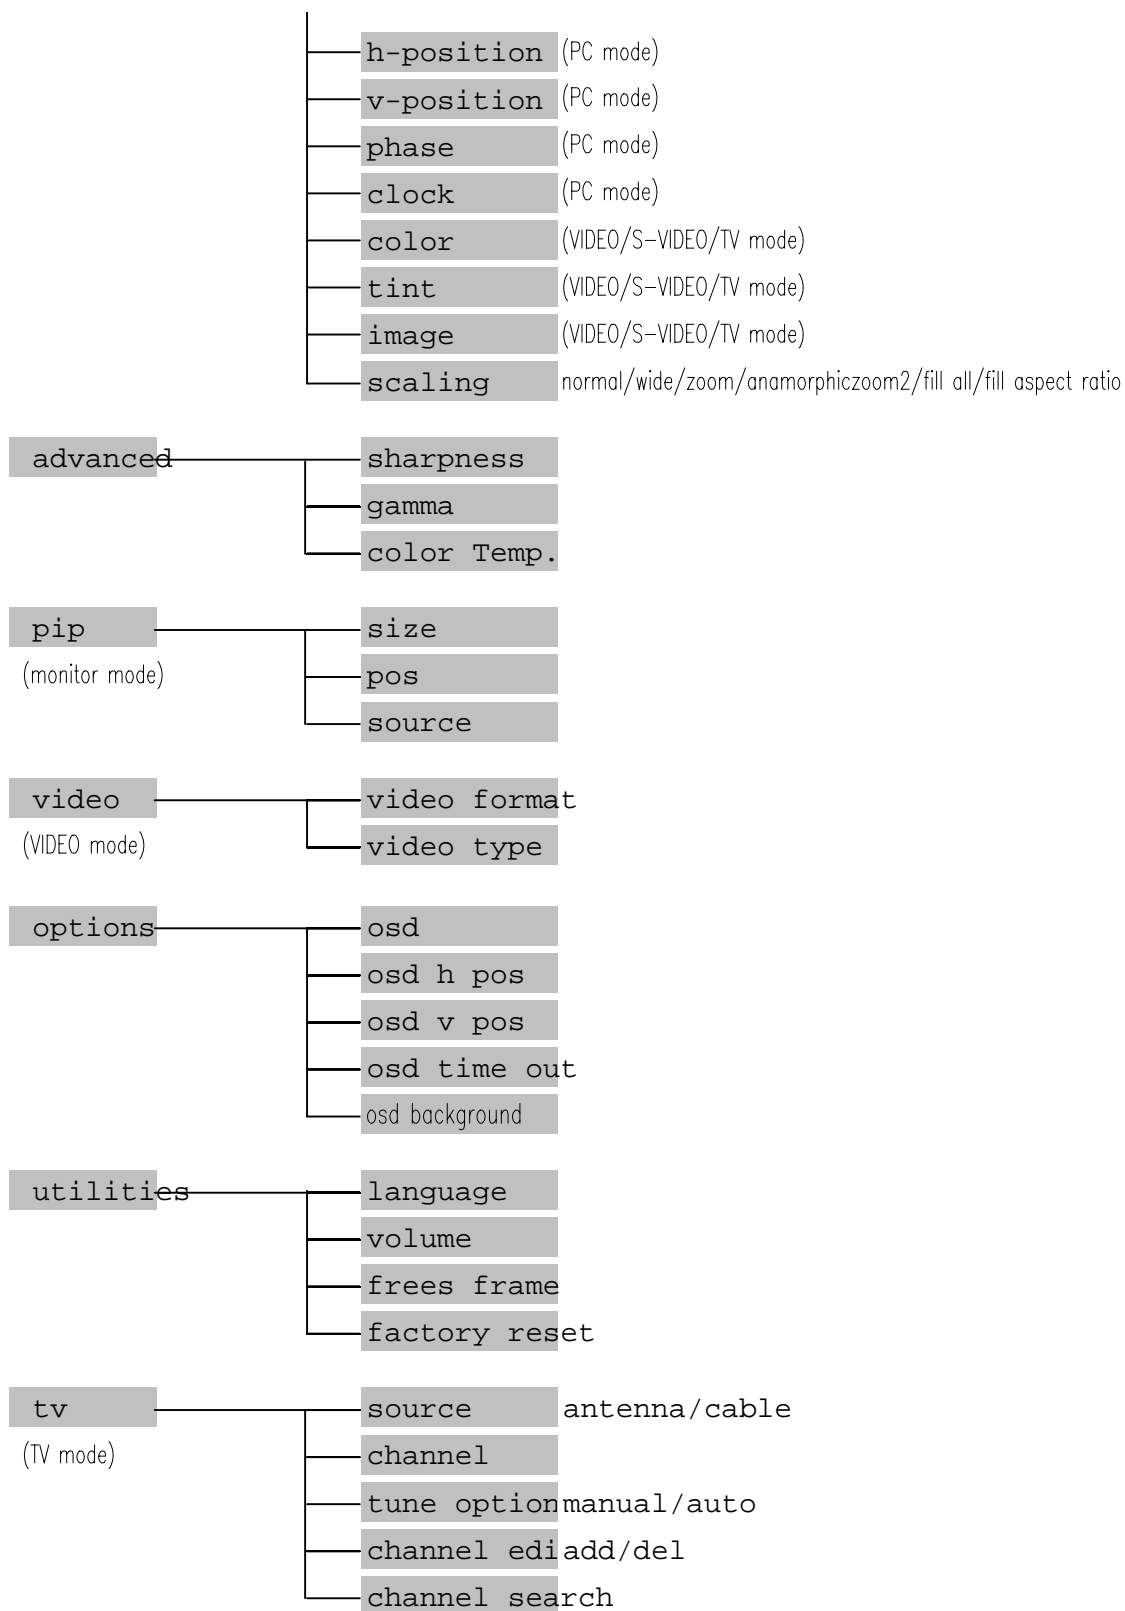 h-position (PC mode)
v-position (PC mode)
phase (PC mode)
clock (PC mode)
color (VIDEO/S-VIDEO/TV mode)
tint (VIDEO/S-VIDEO/TV mode)
image (VIDEO/S-VIDEO/TV mode)
scaling normal/wide/zoom/anamorphiczoom2/fill all/fill aspect ratio
advanced sharpness
gamma
color Temp.
pip size
(monitor mode) pos
source
video video format
(VIDEO mode) video type
options osd
osd h pos
osd v pos
osd time out
osd background
utilities language
volume
frees frame
factory reset
tv source antenna/cable
(TV mode) channel
tune option manual/auto
channel edi add/del
channel search